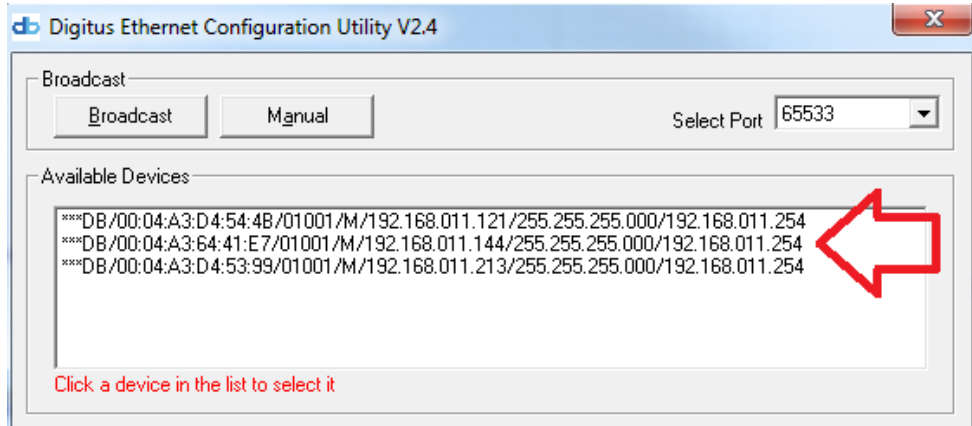 db Digitus Ethernet Configuration Utility V2.4
x
Broadcast
Broadcast Manual Select Port 65533
Available Devices
***DB/00:04:A3:D4:54:4B/01001/M/192.168.011.121/255.255.255.000/192.168.011.254
***DB/00:04:A3:64:41:E7/01001/M/192.168.011.144/255.255.255.000/192.168.011.254
***DB/00:04:A3:D4:53:99/01001/M/192.168.011.213/255.255.255.000/192.168.011.254
Click a device in the list to select it